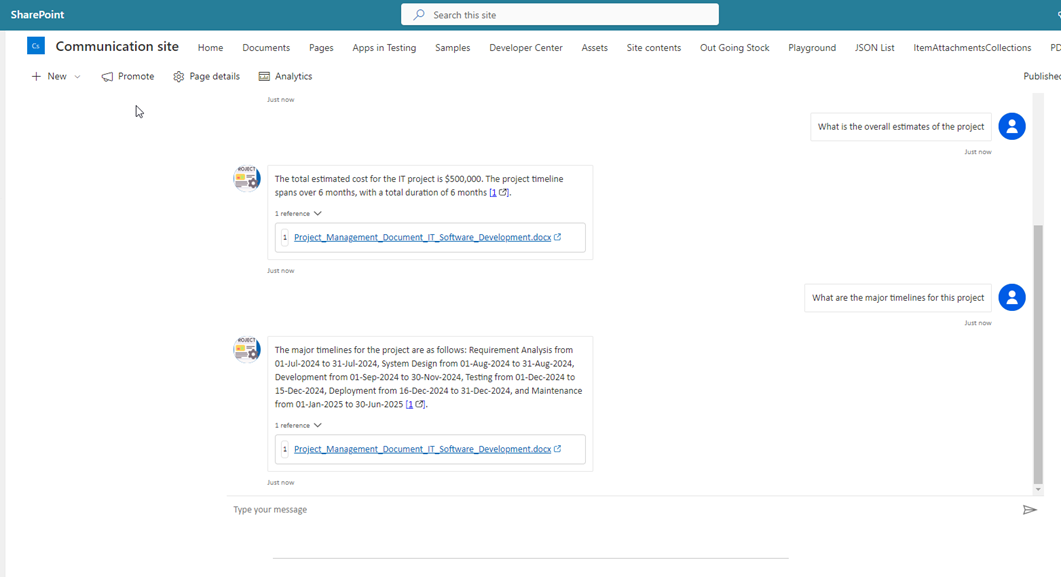 SharePoint
Search this site
Cs
Communication site
Home
Documents
Pages
Apps in Testing
Samples
Developer Center
Assets
Site contents
Out Going Stock
Playground
JSON List
ItemAttachmentsCollections
PD
New
Promote
Page details
Analytics
Published
Just now
What is the overall estimates of the project
Just now
The total estimated cost for the IT project is $500,000. The project timeline
spans over 6 months, with a total duration of 6 months [1].
1 reference
1 Project_Management_Document_IT_Software_Development.docx
Just now
What are the major timelines for this project
Just now
The major timelines for the project are as follows: Requirement Analysis from
01-Jul-2024 to 31-Jul-2024, System Design from 01-Aug-2024 to 31-Aug-2024,
Development from 01-Sep-2024 to 30-Nov-2024, Testing from 01-Dec-2024 to
15-Dec-2024, Deployment from 16-Dec-2024 to 31-Dec-2024, and Maintenance
from 01-Jan-2025 to 30-Jun-2025 [1].
1 reference
1 Project_Management_Document_IT_Software_Development.docx
Just now
Type your message